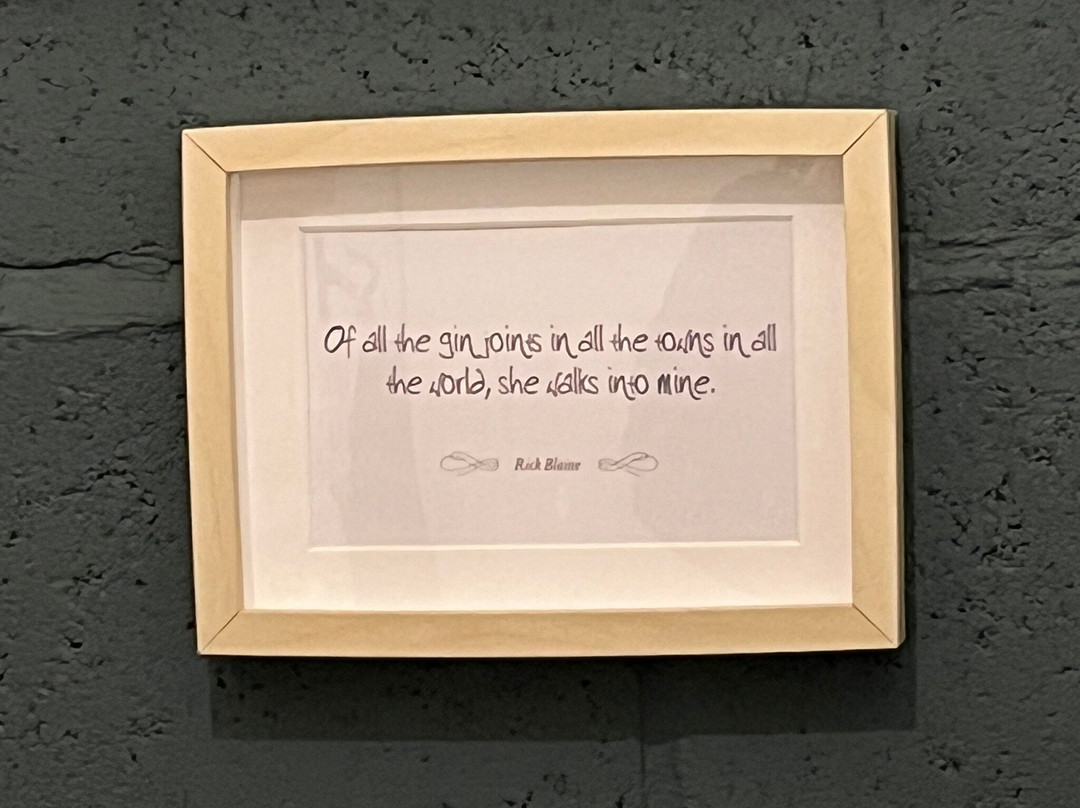 Of all the gin joints in all the towns in all
the world, she walks into mine.
Rick Blaine